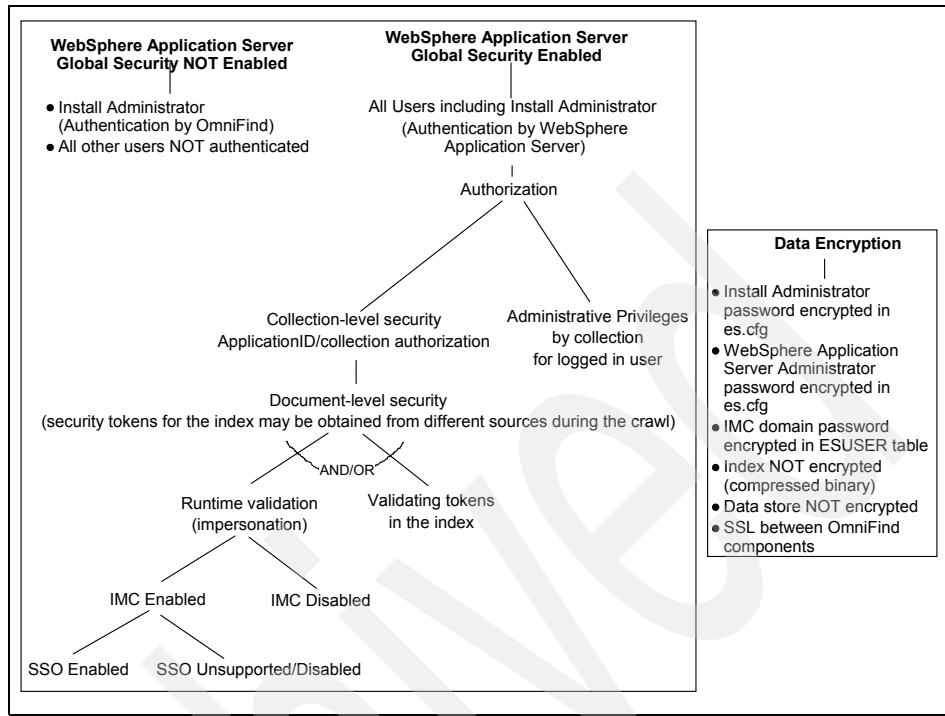 WebSphere Application Server
Global Security NOT Enabled
● Install Administrator
(Authentication by OmniFind)
● All other users NOT authenticated
WebSphere Application Server
Global Security Enabled
All Users including Install Administrator
(Authentication by WebSphere
Application Server)
Authorization
Collection-level security
ApplicationID/collection authorization
Administrative Privileges
by collection
for logged in user
Document-level security
(security tokens for the index may be obtained from different sources during the crawl)
AND/OR
Runtime validation
(impersonation)
Validating tokens
in the index
IMC Enabled
IMC Disabled
SSO Enabled
SSO Unsupported/Disabled
Data Encryption
● Install Administrator
password encrypted in
es.cfg
● WebSphere Application
Server Administrator
password encrypted in
es.cfg
● IMC domain password
encrypted in ESUSER table
● Index NOT encrypted
(compressed binary)
● Data store NOT encrypted
● SSL between OmniFind
components